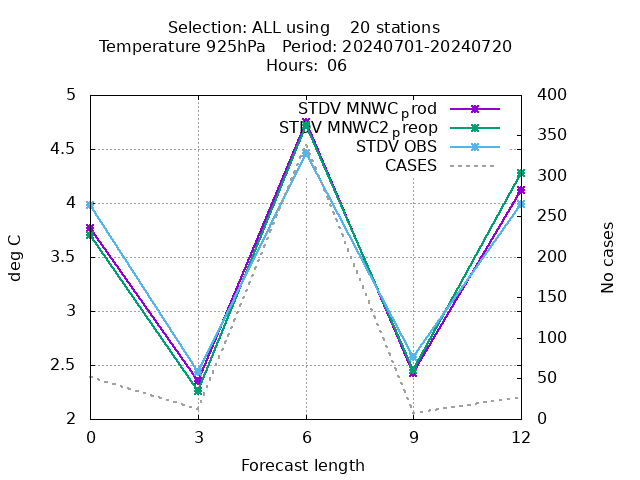 Selection: ALL using    20 stations
Temperature 925hPa   Period: 20240701-20240720
Hours:  06
STDV MNWC_prod
STDV MNWC2_preop
STDV OBS
CASES
5
4.5
4
3.5
3
2.5
2
deg C
400
350
300
250
200
150
100
50
0
No cases
0 3 6 9 12
Forecast length